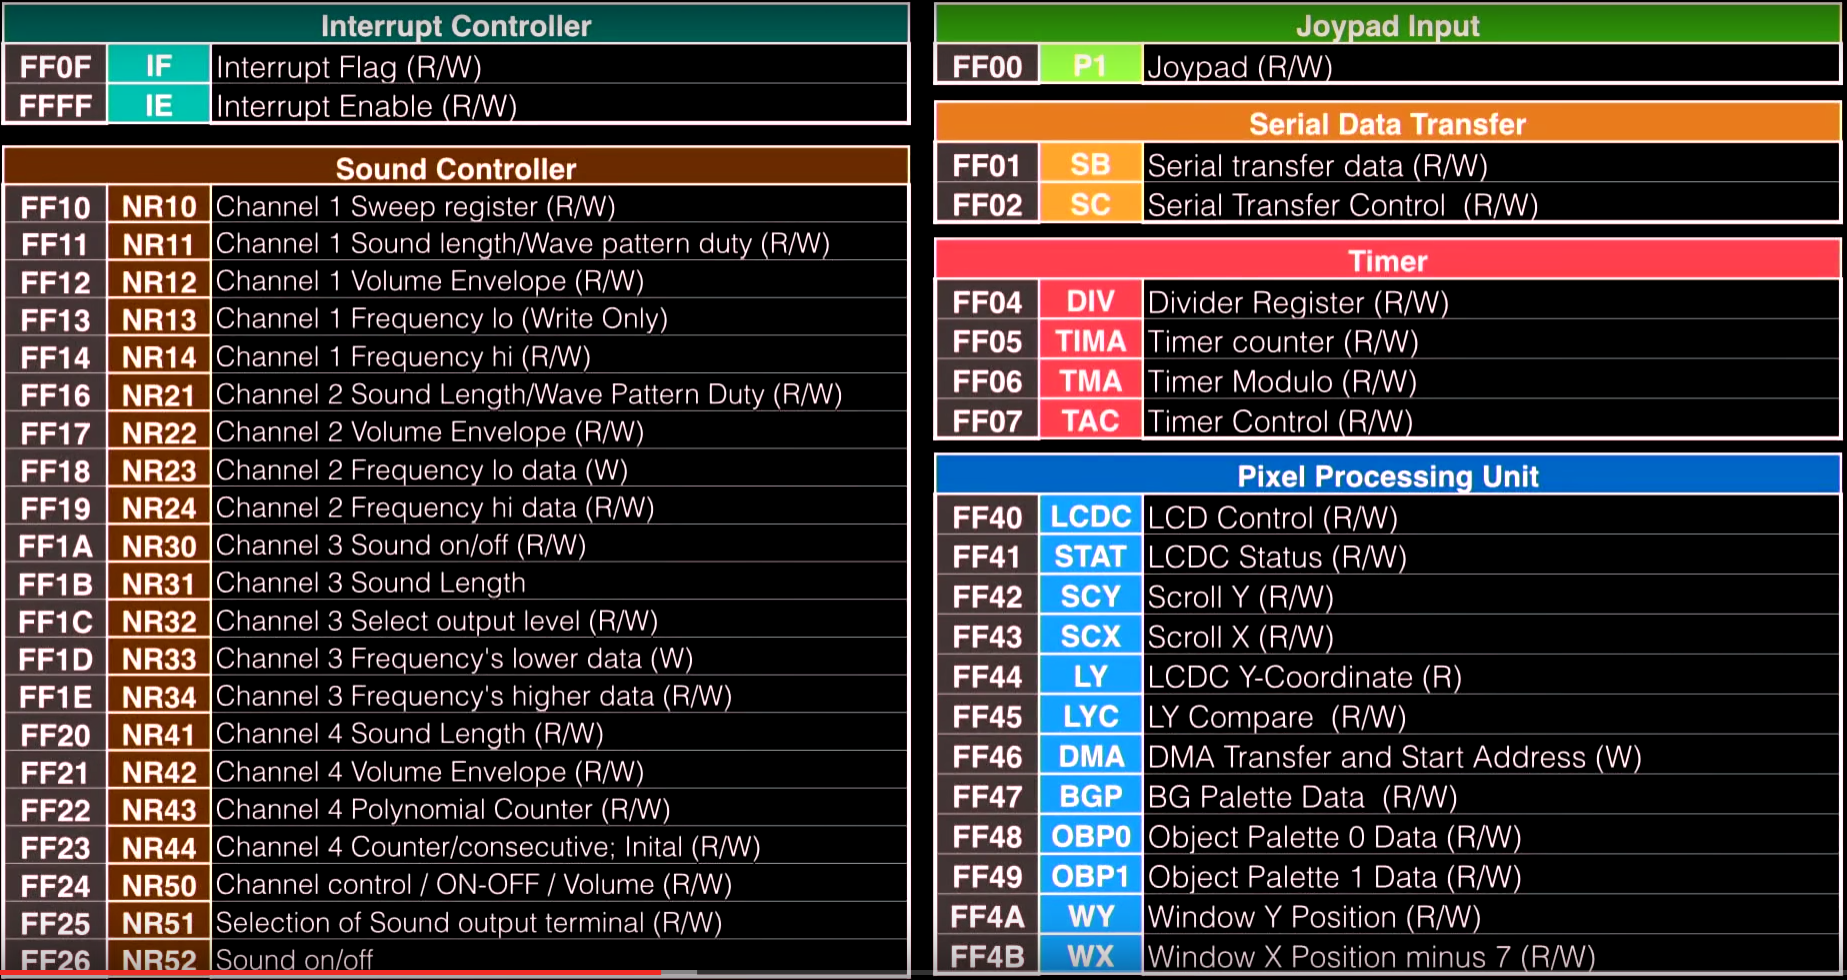 Interrupt Controller
FF0F IF Interrupt Flag (R/W)
FFFF IE Interrupt Enable (R/W)
Sound Controller
FF10 NR10 Channel 1 Sweep register (R/W)
FF11 NR11 Channel 1 Sound length/Wave pattern duty (R/W)
FF12 NR12 Channel 1 Volume Envelope (R/W)
FF13 NR13 Channel 1 Frequency lo (Write Only)
FF14 NR14 Channel 1 Frequency hi (R/W)
FF16 NR21 Channel 2 Sound Length/Wave Pattern Duty (R/W)
FF17 NR22 Channel 2 Volume Envelope (R/W)
FF18 NR23 Channel 2 Frequency lo data (W)
FF19 NR24 Channel 2 Frequency hi data (R/W)
FF1A NR30 Channel 3 Sound on/off (R/W)
FF1B NR31 Channel 3 Sound Length
FF1C NR32 Channel 3 Select output level (R/W)
FF1D NR33 Channel 3 Frequency's lower data (W)
FF1E NR34 Channel 3 Frequency's higher data (R/W)
FF20 NR41 Channel 4 Sound Length (R/W)
FF21 NR42 Channel 4 Volume Envelope (R/W)
FF22 NR43 Channel 4 Polynomial Counter (R/W)
FF23 NR44 Channel 4 Counter/consecutive; Inital (R/W)
FF24 NR50 Channel control / ON-OFF / Volume (R/W)
FF25 NR51 Selection of Sound output terminal (R/W)
FF26 NR52 Sound on/off
Joypad Input
FF00 P1 Joypad (R/W)
Serial Data Transfer
FF01 SB Serial transfer data (R/W)
FF02 SC Serial Transfer Control (R/W)
Timer
FF04 DIV Divider Register (R/W)
FF05 TIMA Timer counter (R/W)
FF06 TMA Timer Modulo (R/W)
FF07 TAC Timer Control (R/W)
Pixel Processing Unit
FF40 LCDC LCD Control (R/W)
FF41 STAT LCDC Status (R/W)
FF42 SCY Scroll Y (R/W)
FF43 SCX Scroll X (R/W)
FF44 LY LCDC Y-Coordinate (R)
FF45 LYC LY Compare (R/W)
FF46 DMA DMA Transfer and Start Address (W)
FF47 BGP BG Palette Data (R/W)
FF48 OBP0 Object Palette 0 Data (R/W)
FF49 OBP1 Object Palette 1 Data (R/W)
FF4A WY Window Y Position (R/W)
FF4B WX Window X Position minus 7 (R/W)